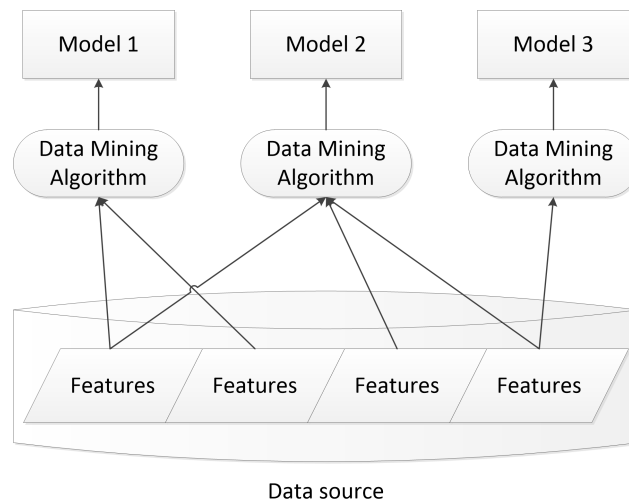 Model 1
Model 2
Model 3
Data Mining
Algorithm
Data Mining
Algorithm
Data Mining
Algorithm
Features
Features
Features
Features
Data source